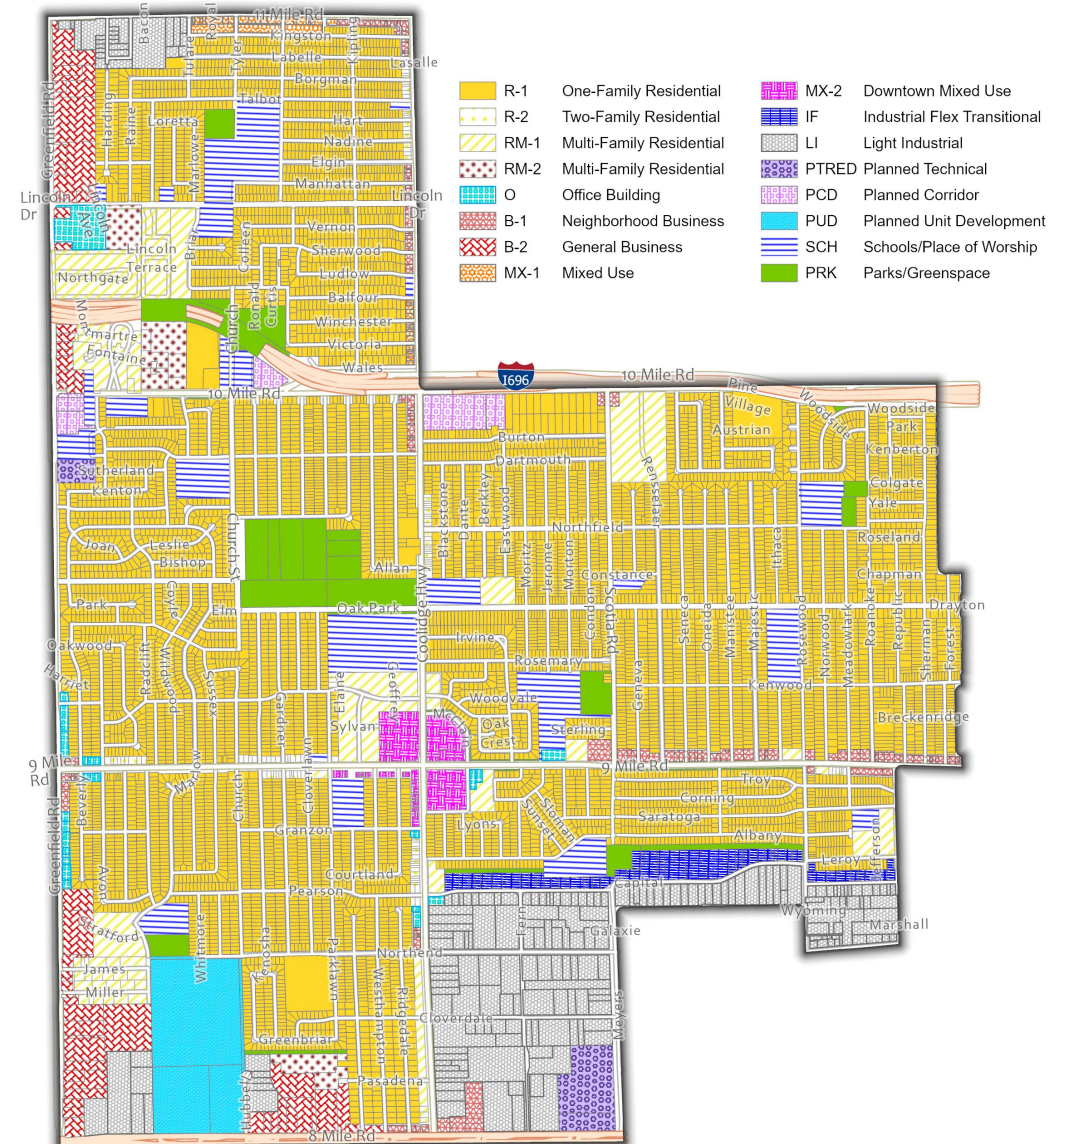 11 Mile Rd
Bacon
Royal
Tulare
Tyler
Kipling
Kingston
Labelle
Lasalle
Borgman
Talbot
Greenfield Rd
Harding
Raine
Loretta
Marlowe
Hart
Nadine
Elgin
Manhattan
Lincoln Dr
Lincoln Ave
Lincoln Dr
Vernon
Briar
Colleen
Lincoln
Terrace
Northgate
Sherwood
Ludlow
Ronald
Curtis
Balfour
Church
Winchester
Victoria
Wales
Montmartre
Fontaine
R-1 One-Family Residential
R-2 Two-Family Residential
RM-1 Multi-Family Residential
RM-2 Multi-Family Residential
O Office Building
B-1 Neighborhood Business
B-2 General Business
MX-1 Mixed Use
MX-2 Downtown Mixed Use
IF Industrial Flex Transitional
LI Light Industrial
PTRED Planned Technical
PCD Planned Corridor
PUD Planned Unit Development
SCH Schools/Place of Worship
PRK Parks/Greenspace
I696
10 Mile Rd
10 Mile Rd
Pine
Village
Woodside
Woodside
Park
Austrian
Kenberton
Burton
Dartmouth
Rensselaer
Colgate
Yale
Sutherland
Kenton
Church St
Blackstone
Dante
Berkley
Eastwood
Northfield
Ithaca
Roseland
Joan
Leslie
Bishop
Allan
Moritz
Jerome
Morton
Constance
Chapman
Coolidge Hwy
Condon
Scotia Rd
Park
Coyle
Elm
Oak Park
Drayton
Seneca
Oneida
Manistee
Majestic
Rosewood
Norwood
Meadowlark
Roanoke
Republic
Sherman
Forest
Oakwood
Radclift
Whipood
Sussex
Harriet
Irvine
Rosemary
Geneva
Kenwood
Elaine
Geoffrey
Gardner
Sylvan
Woodvale
McClain
Oak
Crest
Sterling
Breckenridge
9 Mile Rd
9 Mile Rd
Marlow
Beverly
Church
Cloverlawn
Troy
Corning
Saratoga
Albany
Sloman
Sunset
Lyons
Granzon
Greenfield Rd
Jefferson
Leroy
Courtland
Avon
Pearson
Capital
Wyoming
Marshall
Stratford
Whitmore
Fern
Galaxie
Kenosha
Parklawn
Northend
James
Miller
Westhampton
Ridgedale
Cloverdale
Meyers
Greenbriar
Hubbell
Pasadena
8 Mile Rd